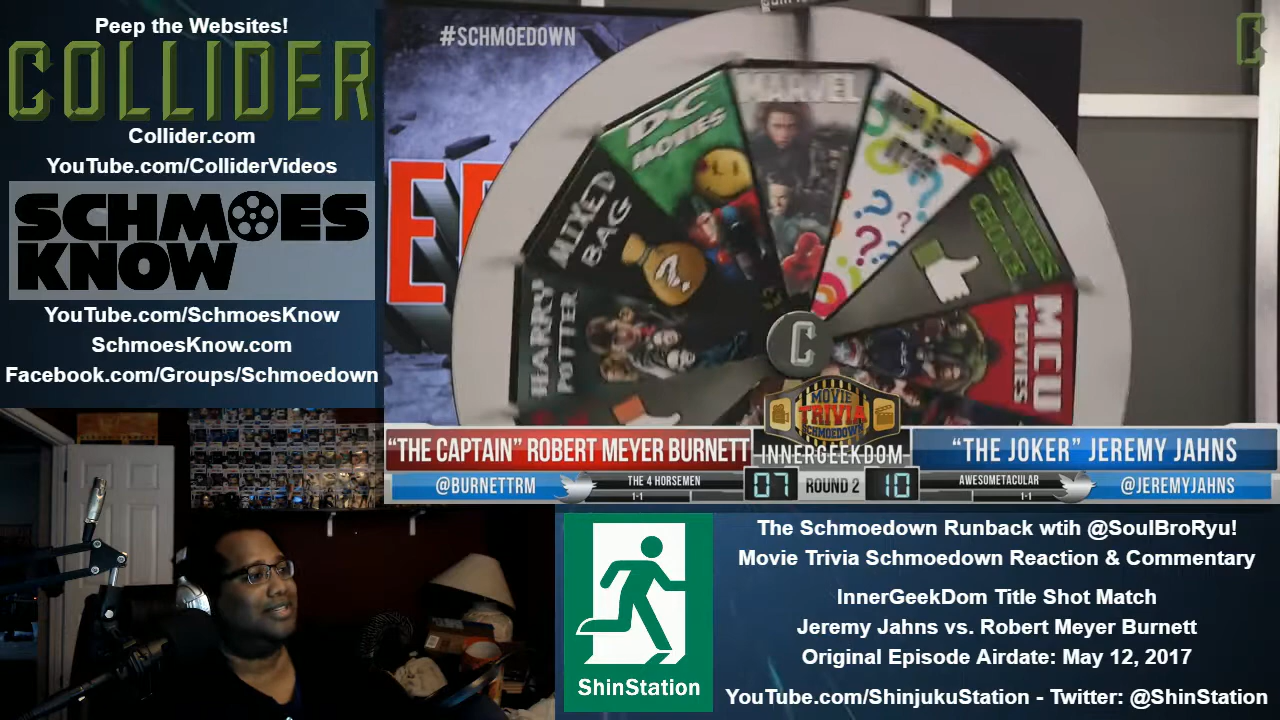 Peep the Websites!
COLLIDER
Collider.com
YouTube.com/ColliderVideos
SCHMOES
KNOW
YouTube.com/SchmoesKnow
SchmoesKnow.com
Facebook.com/Groups/Schmoedown
#SCHMOEDOWN
DC
MOVIES
MARVEL
MIXED
BAG
HARRY
POTTER
MCU
MOVIES
C
MOVIE
TRIVIA
SCHMOEDOWN
INNERGEEKDOM
"THE CAPTAIN" ROBERT MEYER BURNETT
"THE JOKER" JEREMY JAHNS
@BURNETTRM
THE 4 HORSEMEN
1-1
07
ROUND 2
10
AWESOMETACULAR
1-1
@JEREMYJAHNS
ShinStation
The Schmoedown Runback wtih @SoulBroRyu!
Movie Trivia Schmoedown Reaction & Commentary
InnerGeekDom Title Shot Match
Jeremy Jahns vs. Robert Meyer Burnett
Original Episode Airdate: May 12, 2017
YouTube.com/ShinjukuStation - Twitter: @ShinStation